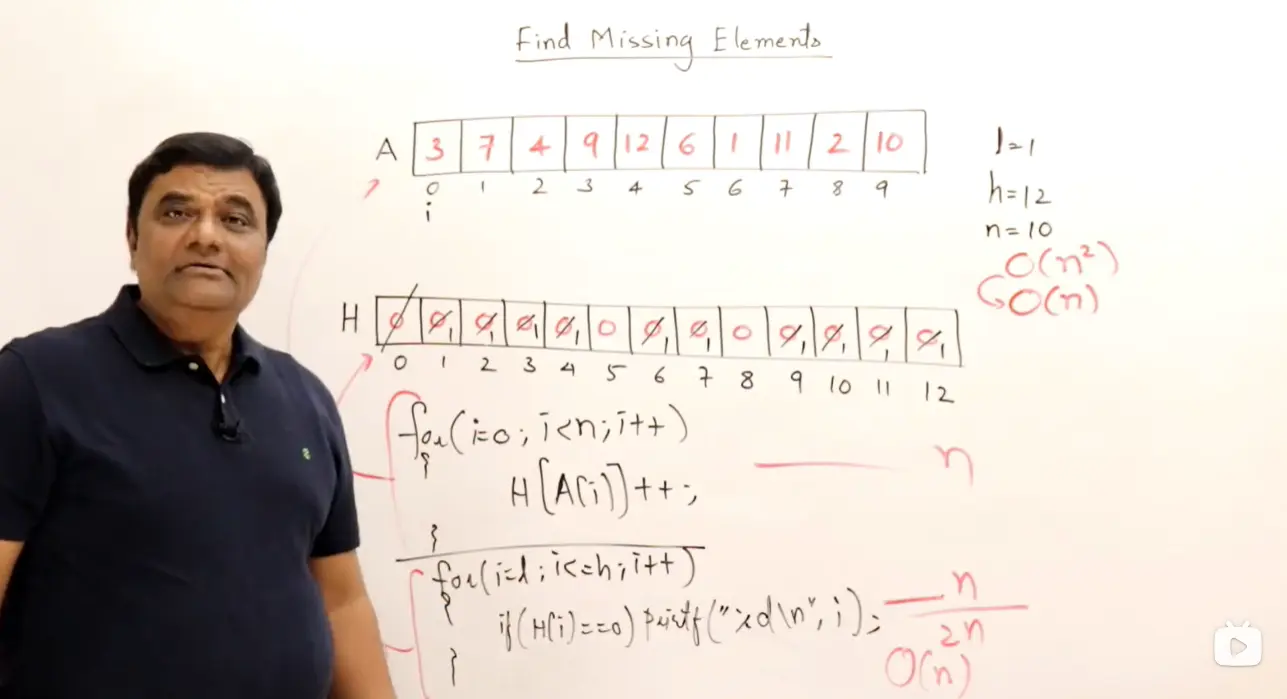 Find Missing Elements
A 3 7 4 9 12 6 1 11 2 10
0 1 2 3 4 5 6 7 8 9
i
l=1
h=12
n=10
O(n²)
O(n)
H 0 0 1 0 1 0 1 0 1 0 0 1 0 1 0 0 1 0 1 0 1 0 1
0 1 2 3 4 5 6 7 8 9 10 11 12
for(i=0; i<n; i++)
{
H[A[i]]++;
}
n
for(i=l; i<=h; i++)
{
if(H[i]==0) printf("%d\n", i);
}
n
2n
O(n)